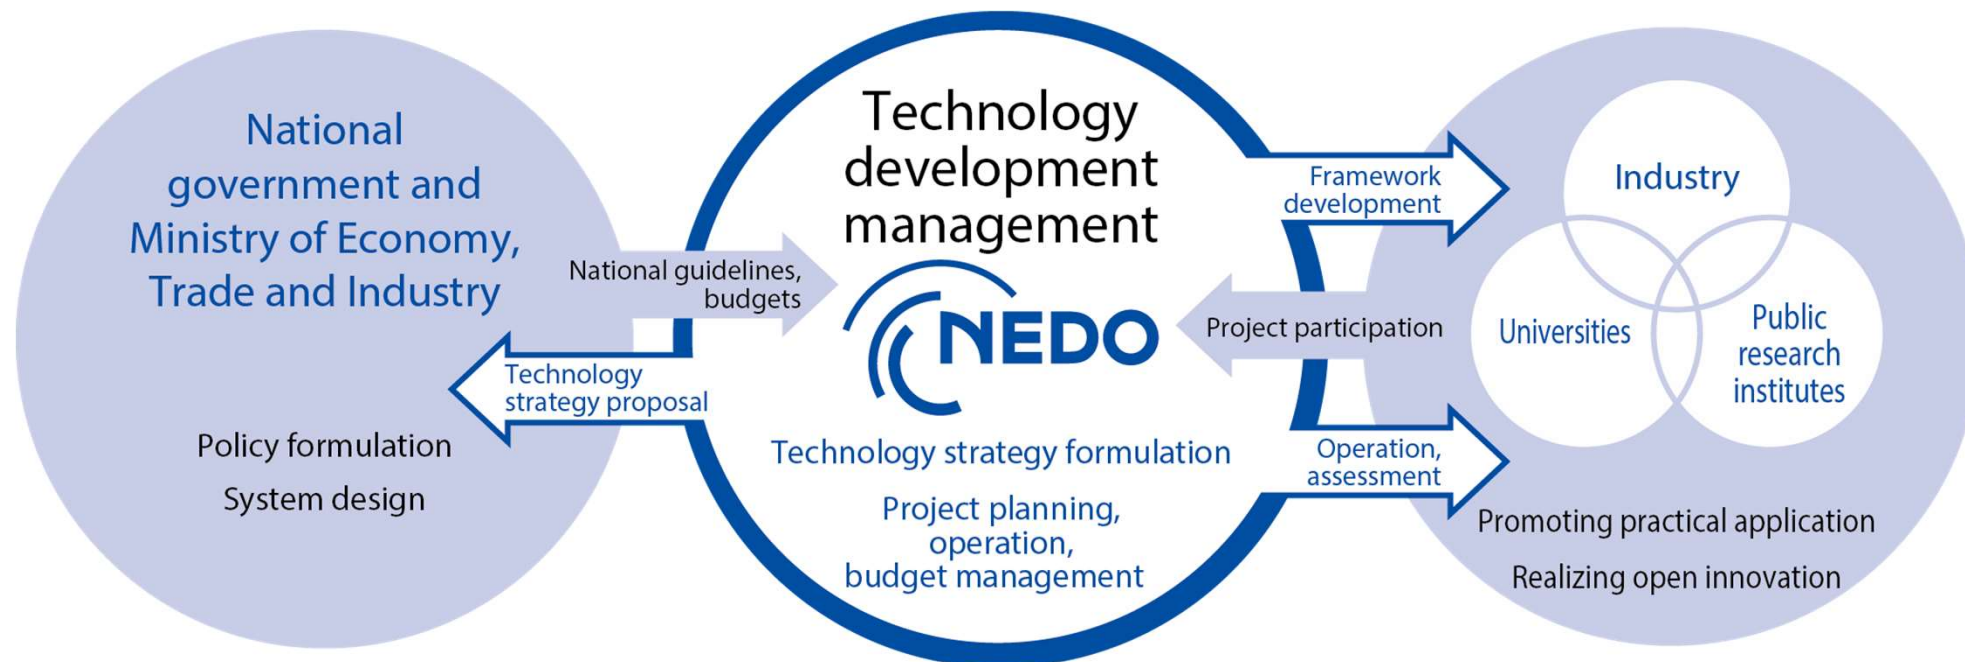 National
government and
Ministry of Economy,
Trade and Industry
Policy formulation
System design
National guidelines,
budgets
Technology
strategy proposal
Technology
development
management
NEDO
Technology strategy formulation
Project planning,
operation,
budget management
Framework
development
Project participation
Operation,
assessment
Industry
Universities
Public
research
institutes
Promoting practical application
Realizing open innovation